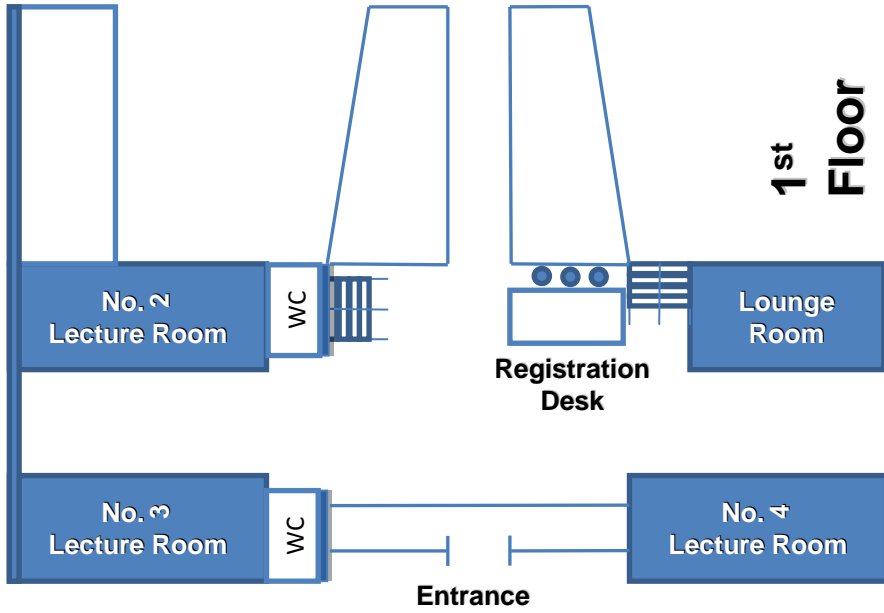 1st
Floor
No. 2
Lecture Room
WC
Lounge
Room
Registration
Desk
No. 3
Lecture Room
WC
No. 4
Lecture Room
Entrance